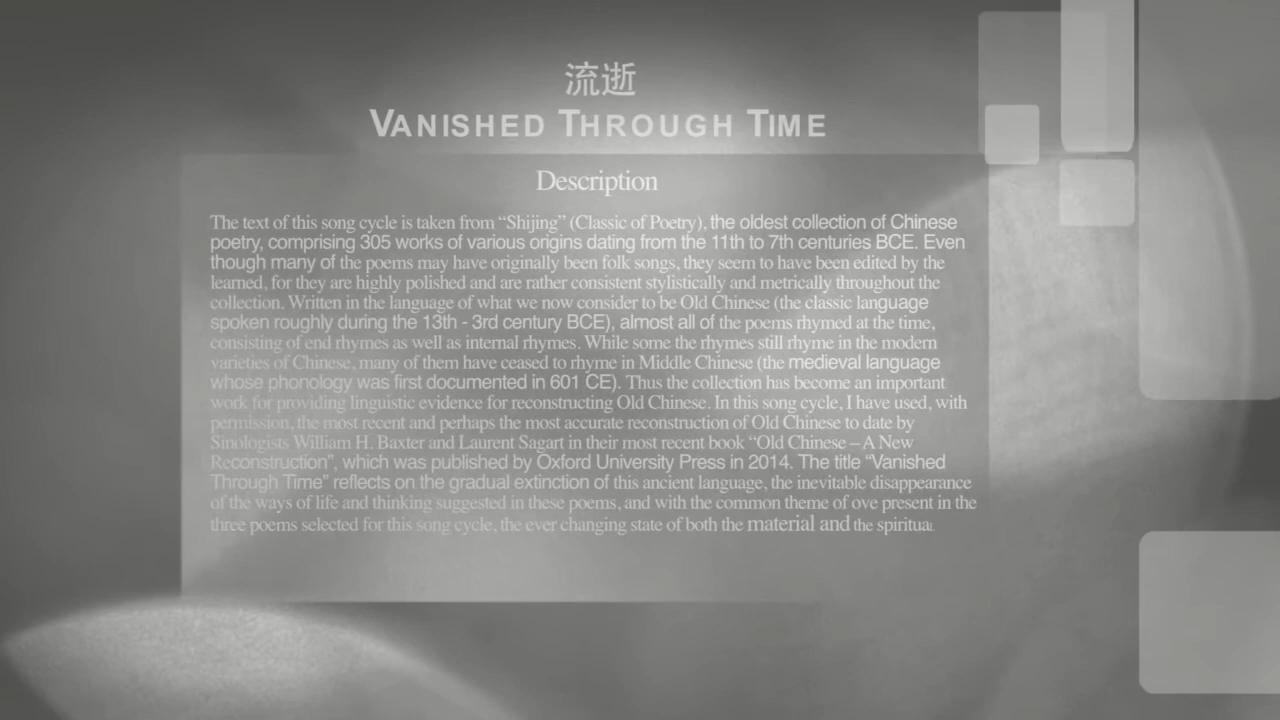 流逝
VANISHED THROUGH TIME
Description
The text of this song cycle is taken from “Shijing” (Classic of Poetry), the oldest collection of Chinese
poetry, comprising 305 works of various origins dating from the 11th to 7th centuries BCE. Even
though many of the poems may have originally been folk songs, they seem to have been edited by the
learned, for they are highly polished and are rather consistent stylistically and metrically throughout the
collection. Written in the language of what we now consider to be Old Chinese (the classic language
spoken roughly during the 13th - 3rd century BCE), almost all of the poems rhymed at the time,
consisting of end rhymes as well as internal rhymes. While some the rhymes still rhyme in the modern
varieties of Chinese, many of them have ceased to rhyme in Middle Chinese (the medieval language
whose phonology was first documented in 601 CE). Thus the collection has become an important
work for providing linguistic evidence for reconstructing Old Chinese. In this song cycle, I have used, with
permission, the most recent and perhaps the most accurate reconstruction of Old Chinese to date by
Sinologists William H. Baxter and Laurent Sagart in their most recent book “Old Chinese – A New
Reconstruction”, which was published by Oxford University Press in 2014. The title “Vanished
Through Time” reflects on the gradual extinction of this ancient language, the inevitable disappearance
of the ways of life and thinking suggested in these poems, and with the common theme of ove present in the
three poems selected for this song cycle, the ever changing state of both the material and the spiritua